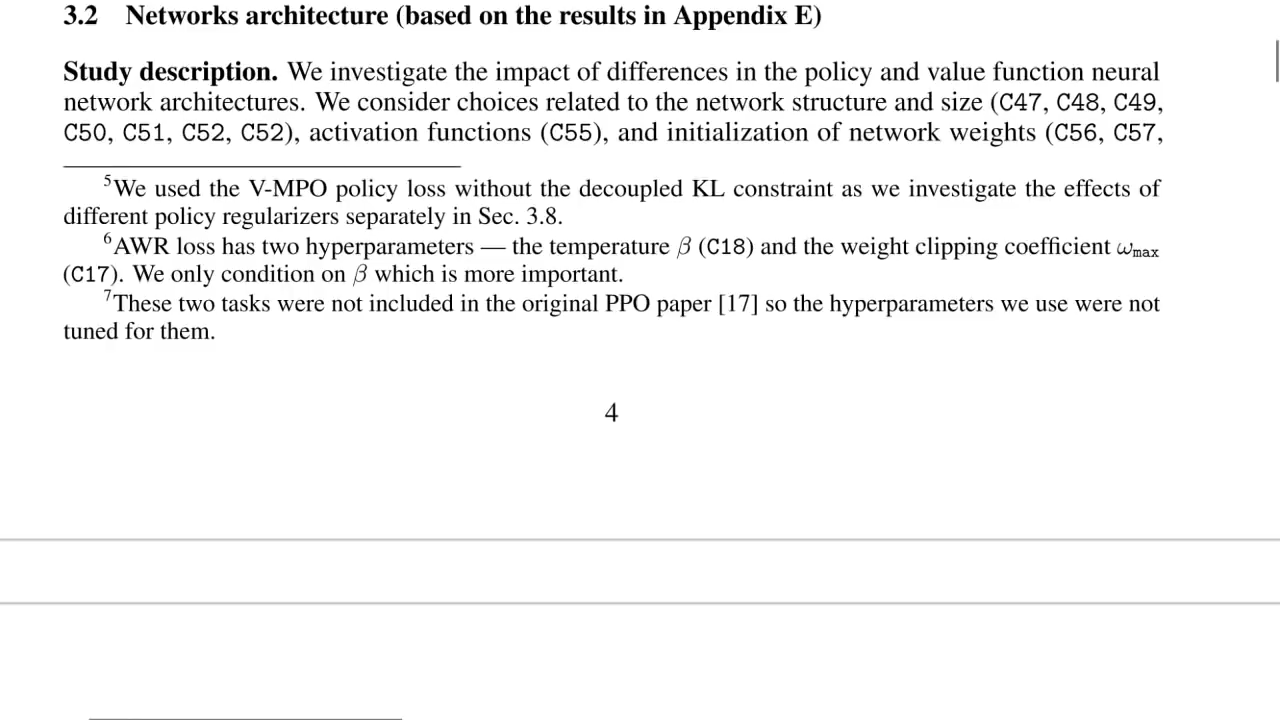 3.2 Networks architecture (based on the results in Appendix E)
Study description. We investigate the impact of differences in the policy and value function neural
network architectures. We consider choices related to the network structure and size (C47, C48, C49,
C50, C51, C52, C52), activation functions (C55), and initialization of network weights (C56, C57,
5We used the V-MPO policy loss without the decoupled KL constraint as we investigate the effects of
different policy regularizers separately in Sec. 3.8.
6AWR loss has two hyperparameters — the temperature β (C18) and the weight clipping coefficient ωmax
(C17). We only condition on β which is more important.
7These two tasks were not included in the original PPO paper [17] so the hyperparameters we use were not
tuned for them.
4